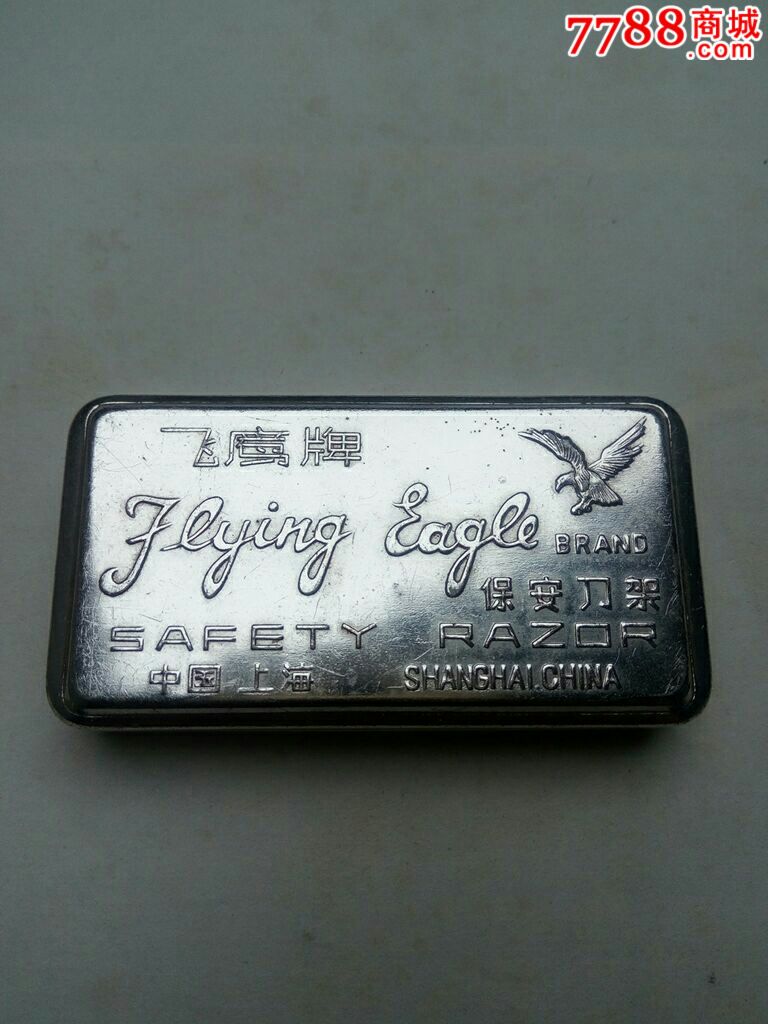 7788商城
.com
飞鹰牌
Flying Eagle BRAND
保安刀架
SAFETY RAZOR
中国上海 SHANGHAI.CHINA